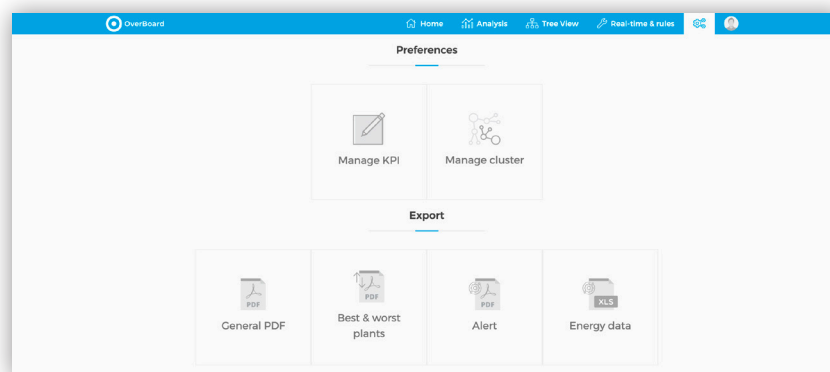 OverBoard
Home
Analysis
Tree View
Real-time & rules
Preferences
Manage KPI
Manage cluster
Export
PDF
General PDF
PDF
Best & worst
plants
PDF
Alert
XLS
Energy data